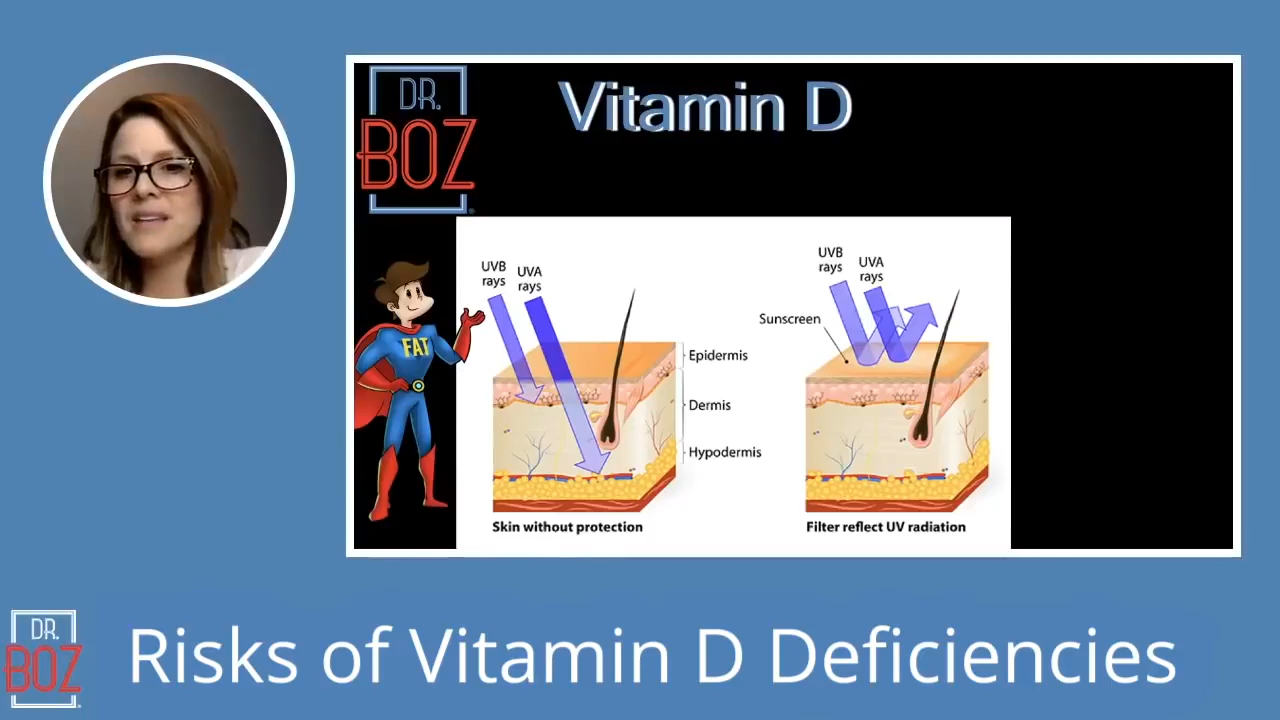 DR.
BOZ
Vitamin D
FAT
UVB
rays
UVA
rays
UVB
rays
UVA
rays
Sunscreen
Epidermis
Dermis
Hypodermis
Skin without protection
Filter reflect UV radiation
DR.
BOZ
Risks of Vitamin D Deficiencies